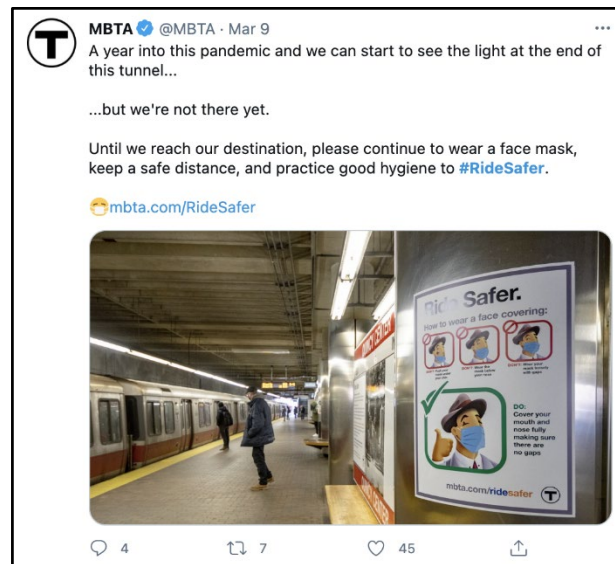 MBTA @MBTA · Mar 9
A year into this pandemic and we can start to see the light at the end of
this tunnel...
...but we're not there yet.
Until we reach our destination, please continue to wear a face mask,
keep a safe distance, and practice good hygiene to #RideSafer.
😷mbta.com/RideSafer
T
Ride Safer.
How to wear a face covering:
DO:
Cover your
mouth and
nose fully
making sure
there are
no gaps
mbta.com/ridesafer T
4 7 45